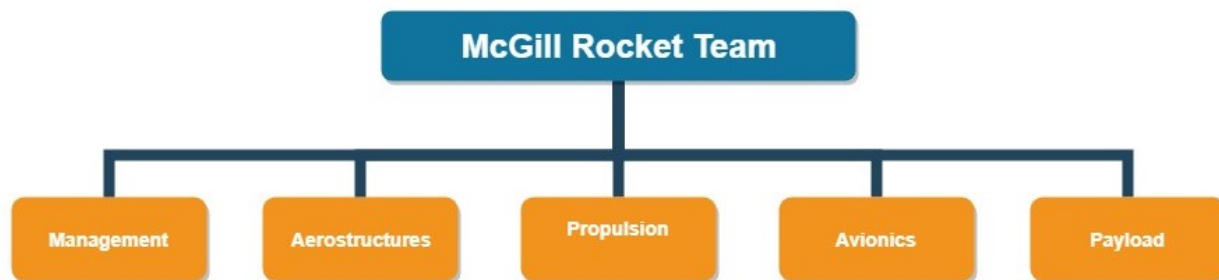 McGill Rocket Team
Management
Aerostructures
Propulsion
Avionics
Payload